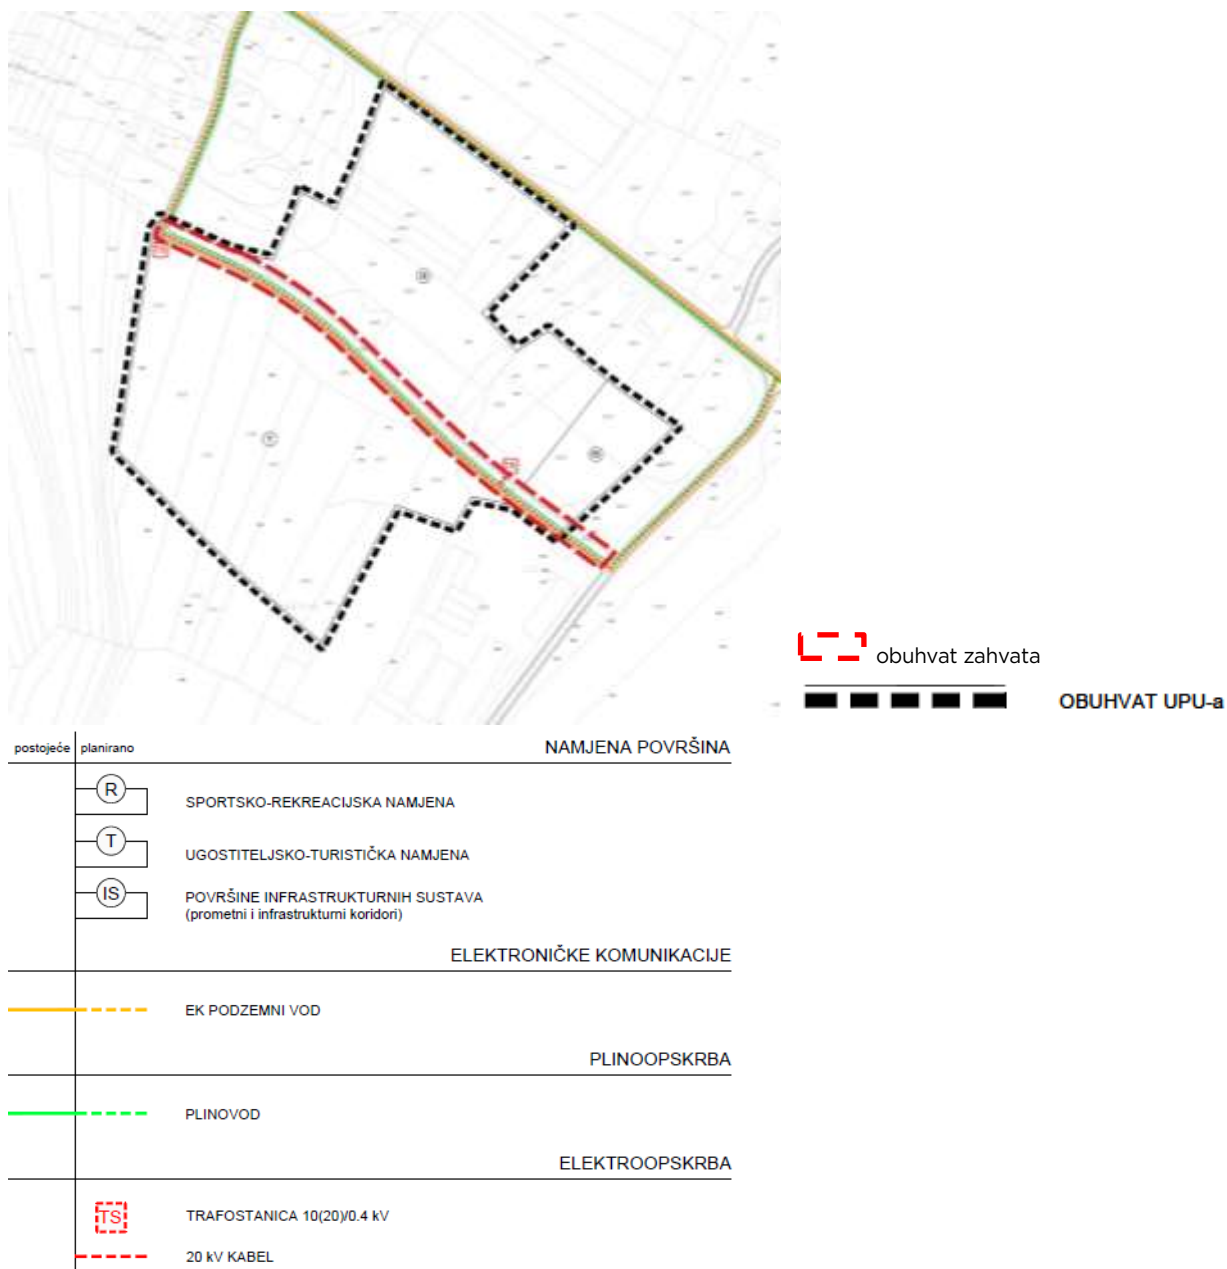 obuhvat zahvata
OBUHVAT UPU-a
postojeće planirano NAMJENA POVRŠINA
R SPORTSKO-REKREACIJSKA NAMJENA
T UGOSTITELJSKO-TURISTIČKA NAMJENA
IS POVRŠINE INFRASTRUKTURNIH SUSTAVA
(prometni i infrastrukturni koridori)
ELEKTRONIČKE KOMUNIKACIJE
EK PODZEMNI VOD
PLINOOPSKRBA
PLINOVOD
ELEKTROOPSKRBA
TS TRAFOSTANICA 10(20)/0.4 kV
20 kV KABEL